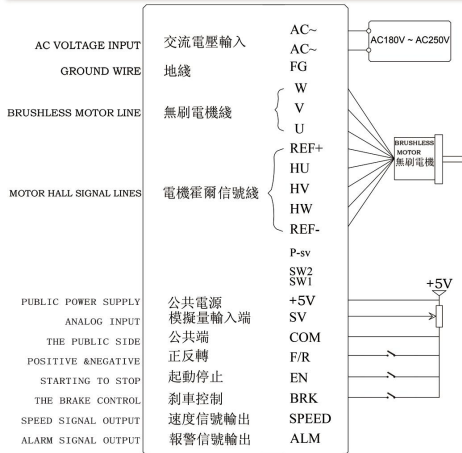 AC VOLTAGE INPUT 交流電壓輸入 AC~
AC~
AC180V ~ AC250V
GROUND WIRE 地綫 FG
BRUSHLESS MOTOR LINE 無刷電機綫 W
V
U
MOTOR HALL SIGNAL LINES 電機霍爾信號綫 REF+
HU
HV
HW
REF-
BRUSHLESS
MOTOR
無刷電機
P-sv
SW2
SW1
+5V
PUBLIC POWER SUPPLY 公共電源 +5V
ANALOG INPUT 模擬量輸入端 SV
THE PUBLIC SIDE 公共端 COM
POSITIVE &NEGATIVE 正反轉 F/R
STARTING TO STOP 起動停止 EN
THE BRAKE CONTROL 刹車控制 BRK
SPEED SIGNAL OUTPUT 速度信號輸出 SPEED
ALARM SIGNAL OUTPUT 報警信號輸出 ALM